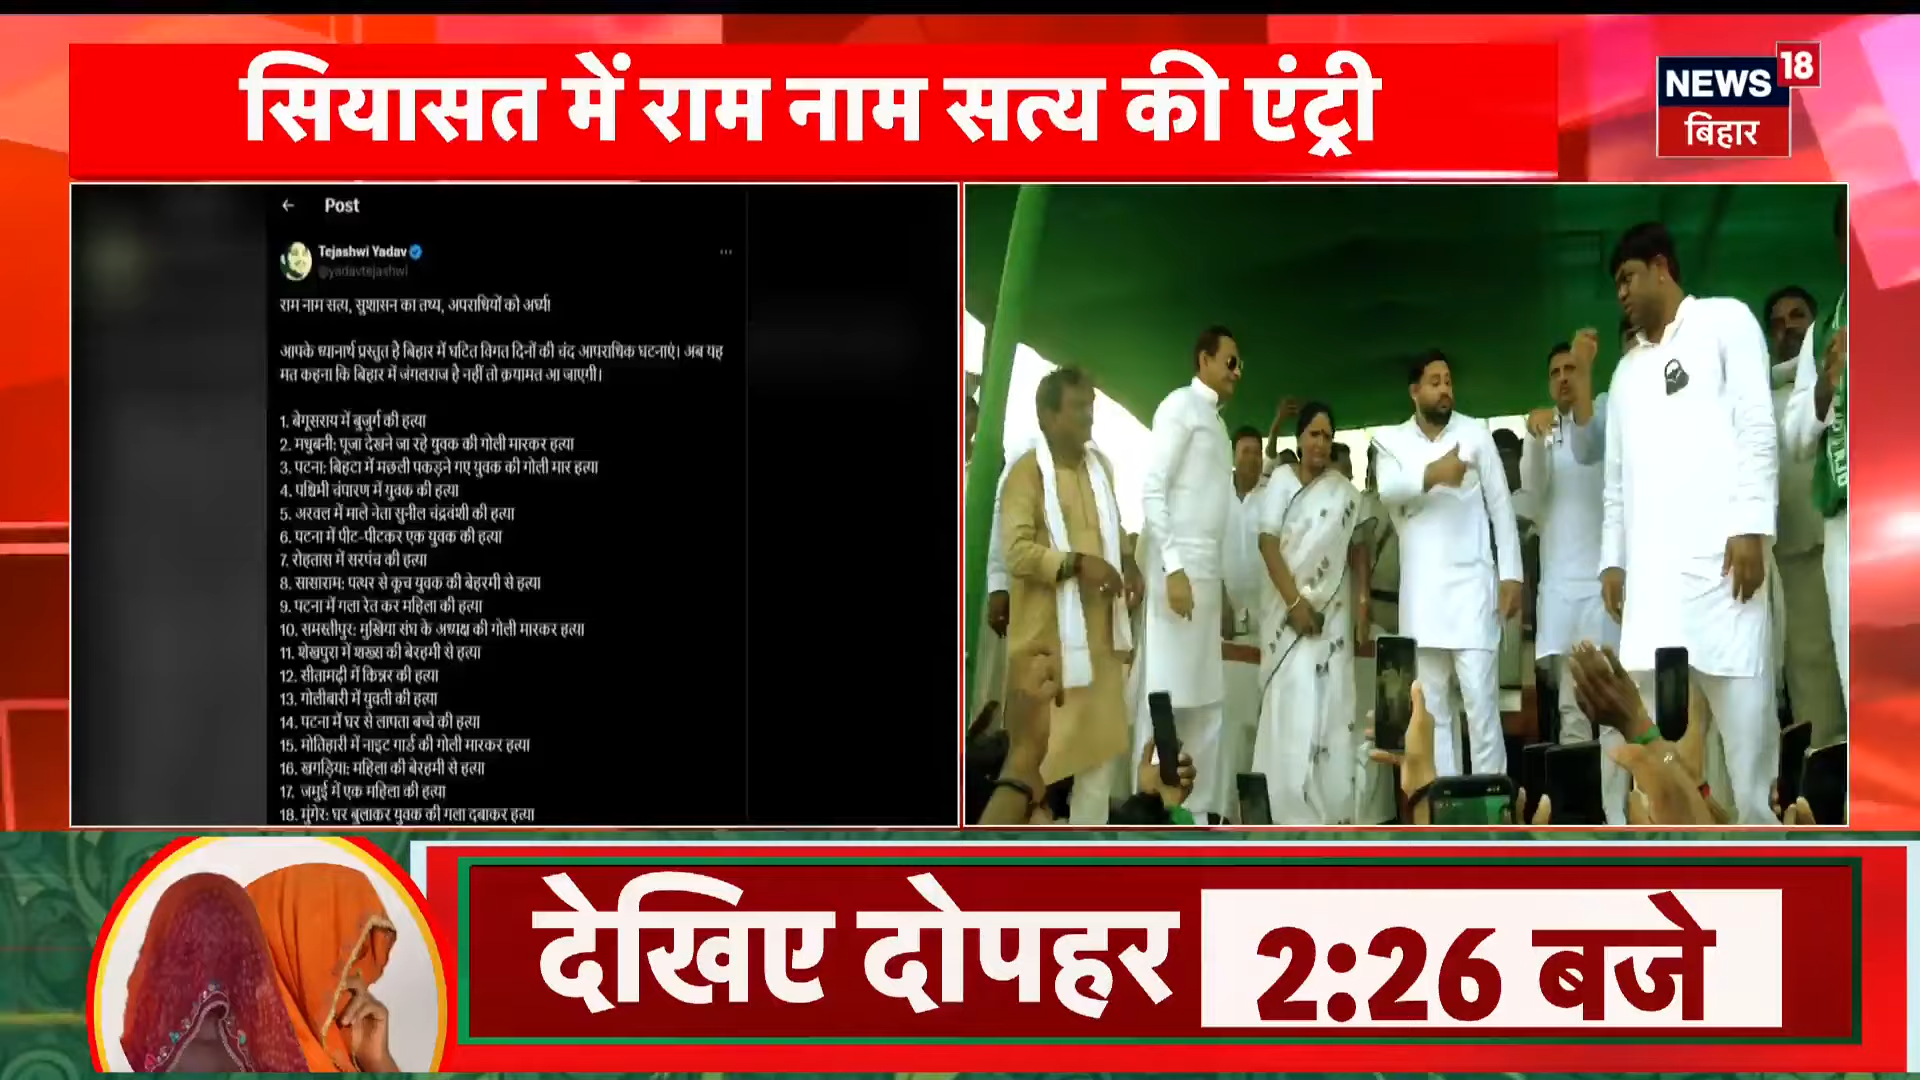 सियासत में राम नाम सत्य की एंट्री
NEWS 18
बिहार
← Post
Tejashwi Yadav
@yadavtejashwi
राम नाम सत्य, सुशासन का तथ्य, अपराधियों को अर्घ्य!
आपके ध्यानार्थ प्रस्तुत है बिहार में घटित विगत दिनों की चंद आपराधिक घटनाएं। अब यह
मत कहना कि बिहार में जंगलराज है नहीं तो क़यामत आ जाएगी।
1. बेगूसराय में बुजुर्ग की हत्या
2. मधुबनी: पूजा देखने जा रहे युवक की गोली मारकर हत्या
3. पटना: बिहटा में मछली पकड़ने गए युवक की गोली मार हत्या
4. पश्चिमी चंपारण में युवक की हत्या
5. अरवल में माले नेता सुनील चंद्रवंशी की हत्या
6. पटना में पीट-पीटकर एक युवक की हत्या
7. रोहतास में सरपंच की हत्या
8. सासाराम: पत्थर से कूच युवक की बेहरमी से हत्या
9. पटना में गला रेत कर महिला की हत्या
10. समस्तीपुर: मुखिया संघ के अध्यक्ष की गोली मारकर हत्या
11. शेखपुरा में शख्स की बेरहमी से हत्या
12. सीतामढ़ी में किन्नर की हत्या
13. गोलीबारी में युवती की हत्या
14. पटना में घर से लापता बच्चे की हत्या
15. मोतिहारी में नाइट गार्ड की गोली मारकर हत्या
16. खगड़िया: महिला की बेरहमी से हत्या
17. जमुई में एक महिला की हत्या
18. मुंगेर: घर बुलाकर युवक की गला दबाकर हत्या
देखिए दोपहर 2:26 बजे